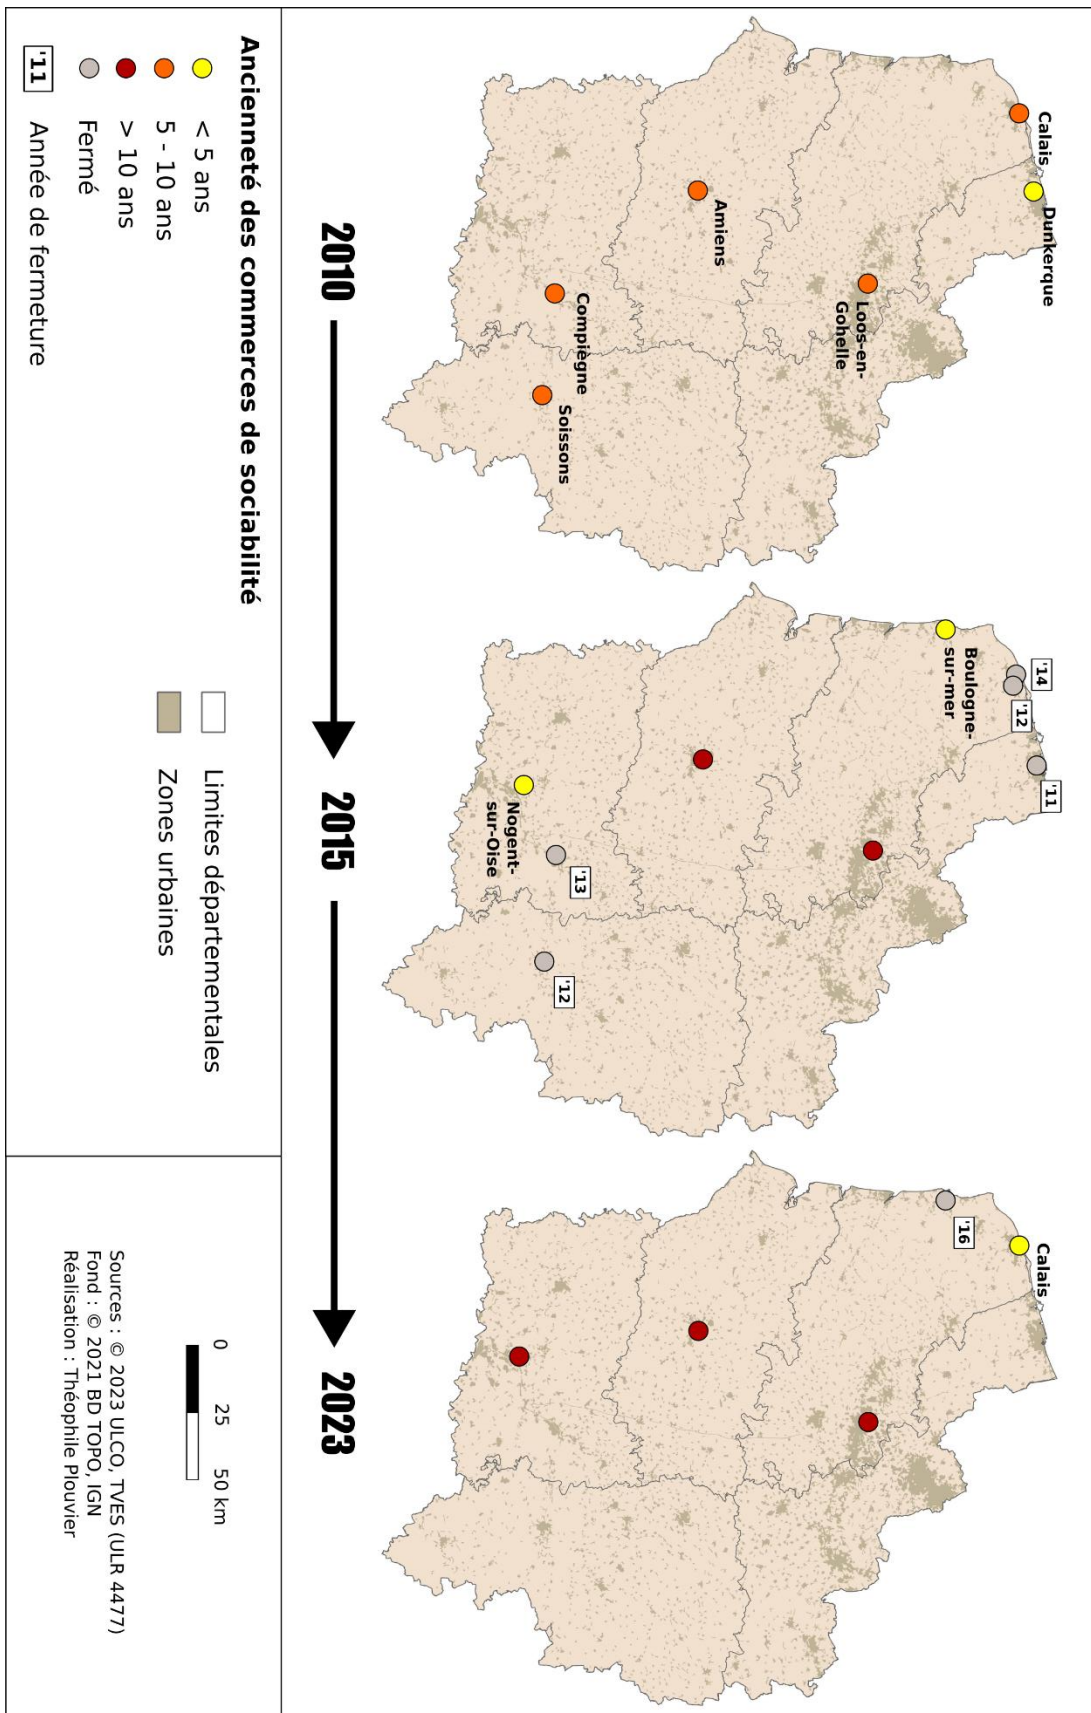 Calais
Dunkerque
Loos-en-
Gohelle
Amiens
Compiègne
Soissons
'14
'12
'11
Boulogne-
sur-mer
Nogent-
sur-Oise
'13
'12
Calais
'16
2010
2015
2023
Ancienneté des commerces de sociabilité
< 5 ans
5 - 10 ans
> 10 ans
Fermé
'11 Année de fermeture
Limites départementales
Zones urbaines
0 25 50 km
Sources : © 2023 ULCO, TVES (ULR 4477)
Fond : © 2021 BD TOPO, IGN
Réalisation : Théophile Plouvier